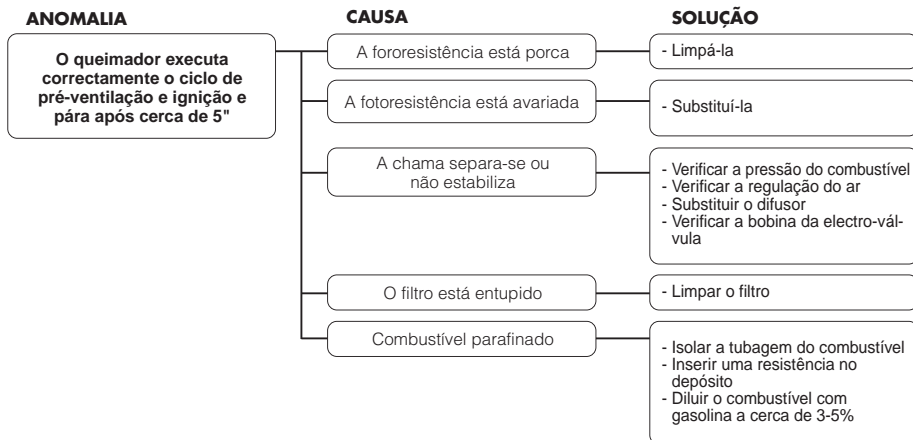 ANOMALIA
CAUSA
SOLUÇÃO
O queimador executa
correctamente o ciclo de
pré-ventilação e ignição e
pára após cerca de 5"
A fororesistência está porca
- Limpá-la
A fotoresistência está avariada
- Substituí-la
A chama separa-se ou
não estabiliza
- Verificar a pressão do combustível
- Verificar a regulação do ar
- Substituir o difusor
- Verificar a bobina da electro-vál-
vula
O filtro está entupido
- Limpar o filtro
Combustível parafinado
- Isolar a tubagem do combustível
- Inserir uma resistência no
depósito
- Diluir o combustível com
gasolina a cerca de 3-5%